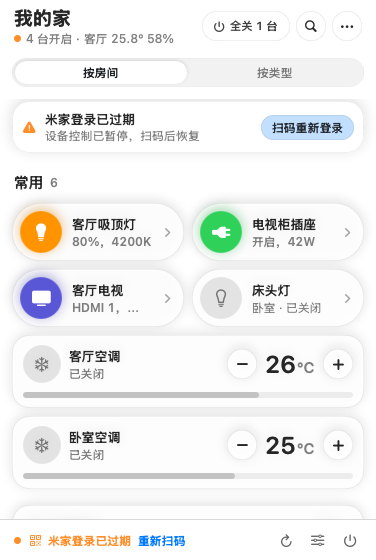 我的家
4 台开启 · 客厅 25.8° 58%
全关 1 台
按房间
按类型
米家登录已过期
设备控制已暂停，扫码后恢复
扫码重新登录
常用 6
客厅吸顶灯
80%，4200K
电视柜插座
开启，42W
客厅电视
HDMI 1，...
床头灯
卧室 · 已关闭
客厅空调
已关闭
26°C
卧室空调
已关闭
25°C
米家登录已过期 重新扫码